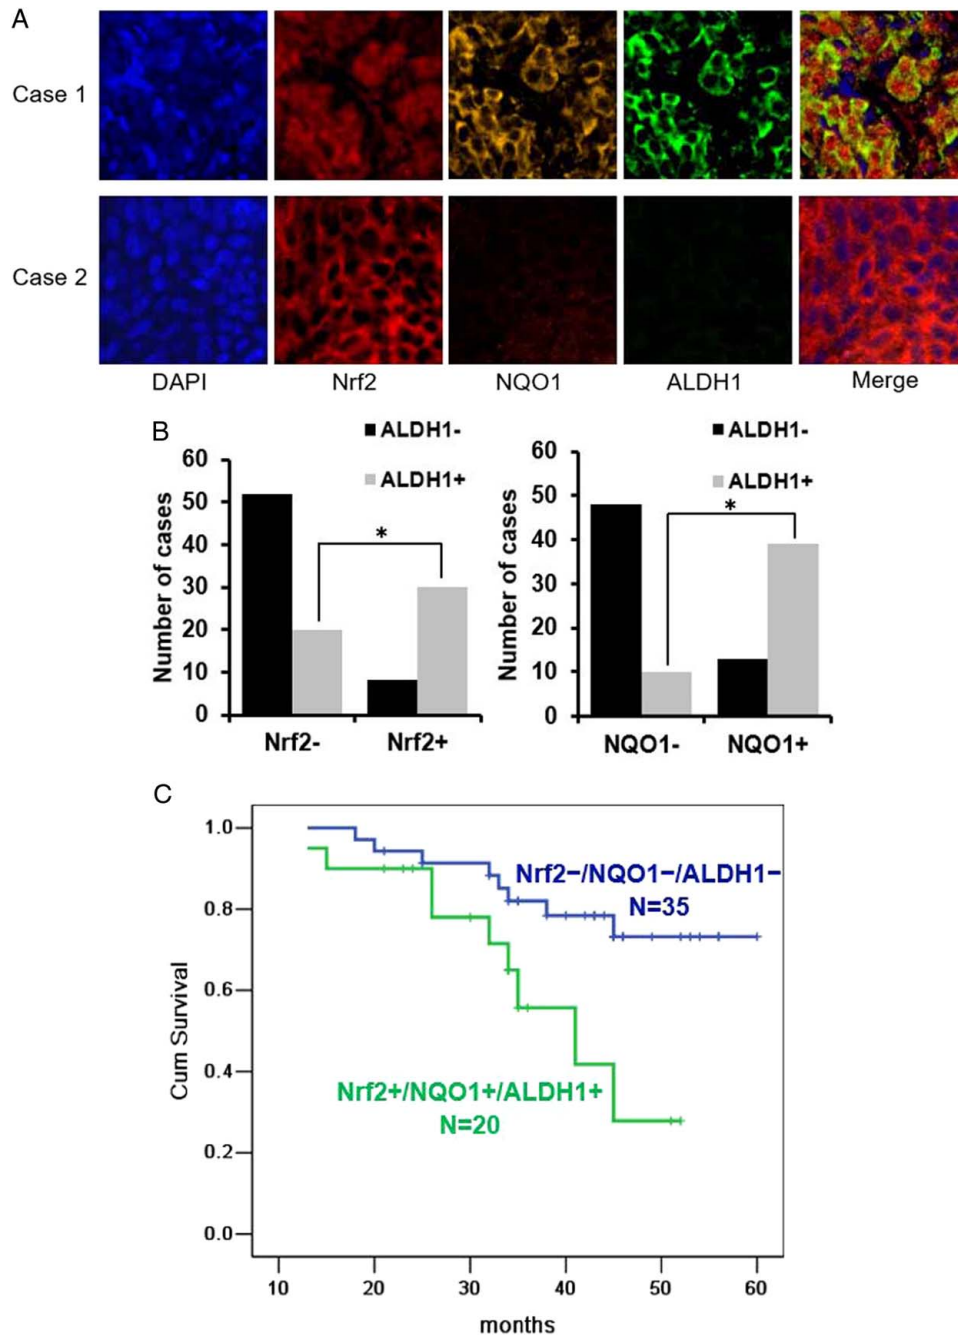 A
Case 1
Case 2
DAPI Nrf2 NQO1 ALDH1 Merge
B
ALDH1-
ALDH1+
Number of cases
60
50
40
30
20
10
0
*
Nrf2- Nrf2+
ALDH1-
ALDH1+
Number of cases
60
50
40
30
20
10
0
*
NQO1- NQO1+
C
Cum Survival
1.0
0.8
0.6
0.4
0.2
0.0
Nrf2−/NQO1−/ALDH1−
N=35
Nrf2+/NQO1+/ALDH1+
N=20
10 20 30 40 50 60
months